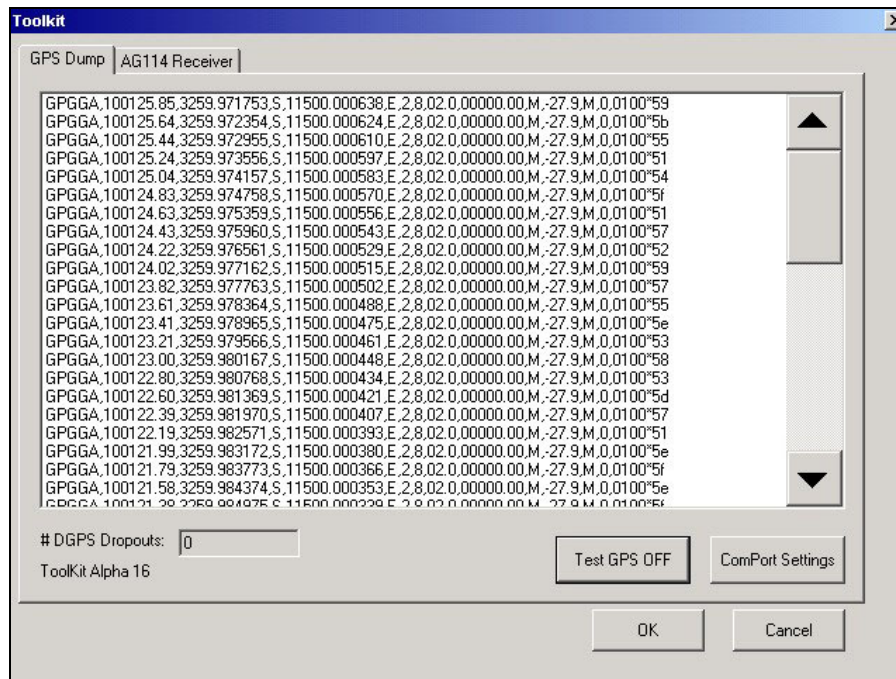 Toolkit
GPS Dump
AG114 Receiver
GPGGA,100125.85,3259.971753,S,11500.000638,E,2,8,02.0,00000.00,M,-27.9,M,0,0100*59
GPGGA,100125.64,3259.972354,S,11500.000624,E,2,8,02.0,00000.00,M,-27.9,M,0,0100*5b
GPGGA,100125.44,3259.972955,S,11500.000610,E,2,8,02.0,00000.00,M,-27.9,M,0,0100*55
GPGGA,100125.24,3259.973556,S,11500.000597,E,2,8,02.0,00000.00,M,-27.9,M,0,0100*51
GPGGA,100125.04,3259.974157,S,11500.000583,E,2,8,02.0,00000.00,M,-27.9,M,0,0100*54
GPGGA,100124.83,3259.974758,S,11500.000570,E,2,8,02.0,00000.00,M,-27.9,M,0,0100*5f
GPGGA,100124.63,3259.975359,S,11500.000556,E,2,8,02.0,00000.00,M,-27.9,M,0,0100*51
GPGGA,100124.43,3259.975960,S,11500.000543,E,2,8,02.0,00000.00,M,-27.9,M,0,0100*57
GPGGA,100124.22,3259.976561,S,11500.000529,E,2,8,02.0,00000.00,M,-27.9,M,0,0100*52
GPGGA,100124.02,3259.977162,S,11500.000515,E,2,8,02.0,00000.00,M,-27.9,M,0,0100*59
GPGGA,100123.82,3259.977763,S,11500.000502,E,2,8,02.0,00000.00,M,-27.9,M,0,0100*57
GPGGA,100123.61,3259.978364,S,11500.000488,E,2,8,02.0,00000.00,M,-27.9,M,0,0100*55
GPGGA,100123.41,3259.978965,S,11500.000475,E,2,8,02.0,00000.00,M,-27.9,M,0,0100*5e
GPGGA,100123.21,3259.979566,S,11500.000461,E,2,8,02.0,00000.00,M,-27.9,M,0,0100*53
GPGGA,100123.00,3259.980167,S,11500.000448,E,2,8,02.0,00000.00,M,-27.9,M,0,0100*58
GPGGA,100122.80,3259.980768,S,11500.000434,E,2,8,02.0,00000.00,M,-27.9,M,0,0100*53
GPGGA,100122.60,3259.981369,S,11500.000421,E,2,8,02.0,00000.00,M,-27.9,M,0,0100*5d
GPGGA,100122.39,3259.981970,S,11500.000407,E,2,8,02.0,00000.00,M,-27.9,M,0,0100*57
GPGGA,100122.19,3259.982571,S,11500.000393,E,2,8,02.0,00000.00,M,-27.9,M,0,0100*51
GPGGA,100121.99,3259.983172,S,11500.000380,E,2,8,02.0,00000.00,M,-27.9,M,0,0100*5e
GPGGA,100121.79,3259.983773,S,11500.000366,E,2,8,02.0,00000.00,M,-27.9,M,0,0100*5f
GPGGA,100121.58,3259.984374,S,11500.000353,E,2,8,02.0,00000.00,M,-27.9,M,0,0100*5e
# DGPS Dropouts: 0
ToolKit Alpha 16
Test GPS OFF
ComPort Settings
OK
Cancel